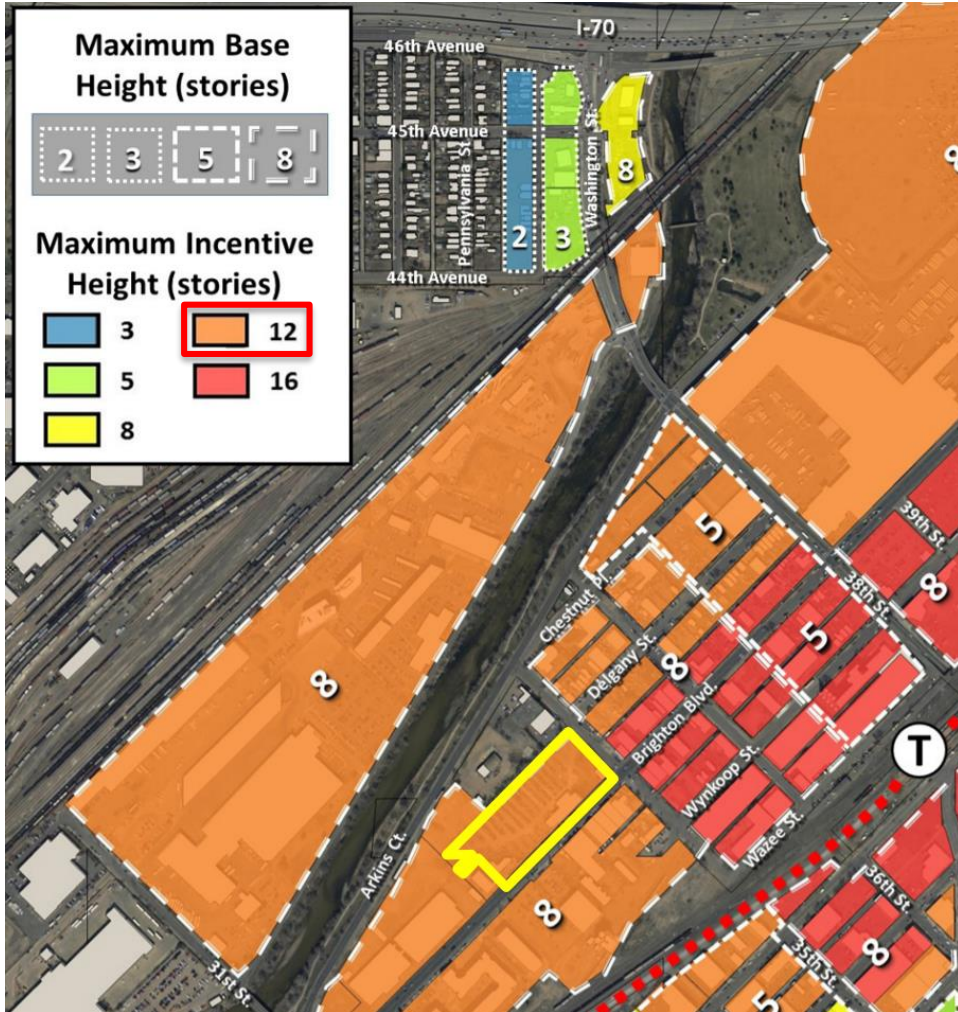 Maximum Base
Height (stories)
2 3 5 8
Maximum Incentive
Height (stories)
3 12
5 16
8
I-70
46th Avenue
45th Avenue
Pennsylvania St.
Washington St.
2
3
8
44th Avenue
8
5
39th St.
38th St.
8
Chestnut Pl.
Delgany St.
8
5
8
Brighton Blvd.
Wynkoop St.
T
Wazee St.
Arkins Ct.
8
36th St.
8
35th St.
5
31st St.